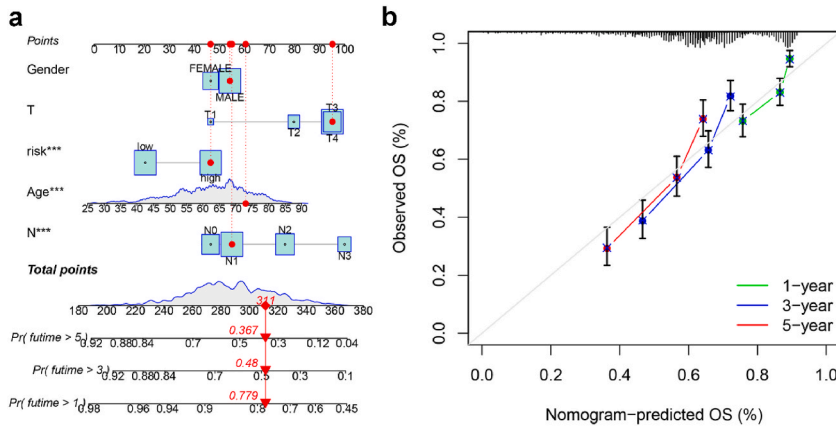 a
Points
0 10 20 30 40 50 60 70 80 90 100
Gender
FEMALE
MALE
T
T1
T3
T2
T4
risk***
low
high
Age***
25 30 35 40 45 50 55 60 65 70 75 80 85 92
N***
N0
N2
N1
N3
Total points
311
180 200 220 240 260 280 300 320 340 360 380
0.367
Pr( futime > 5 )
0.92 0.88 0.84 0.7 0.5 0.3 0.12 0.04
0.48
Pr( futime > 3 )
0.92 0.88 0.84 0.7 0.5 0.3 0.1
0.779
Pr( futime > 1 )
0.98 0.96 0.94 0.9 0.8 0.7 0.6 0.45
b
Observed OS (%)
1.0
0.8
0.6
0.4
0.2
0.0
1-year
3-year
5-year
0.0 0.2 0.4 0.6 0.8 1.0
Nomogram-predicted OS (%)